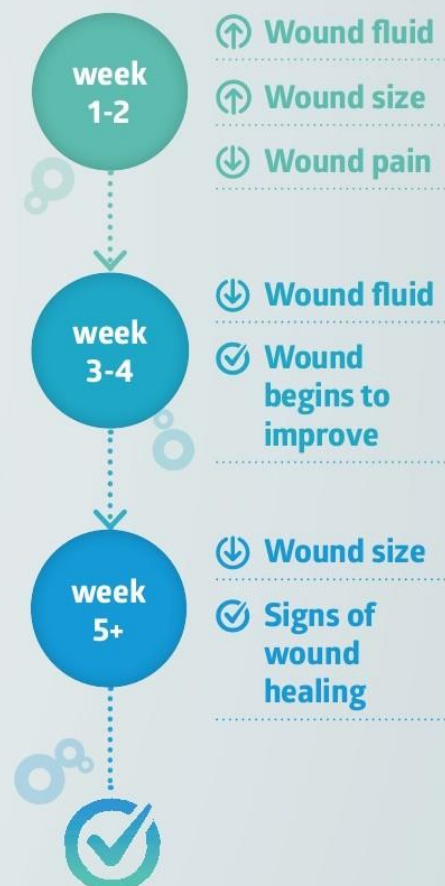 week
1-2
Wound fluid
Wound size
Wound pain
week
3-4
Wound fluid
Wound
begins to
improve
week
5+
Wound size
Signs of
wound
healing